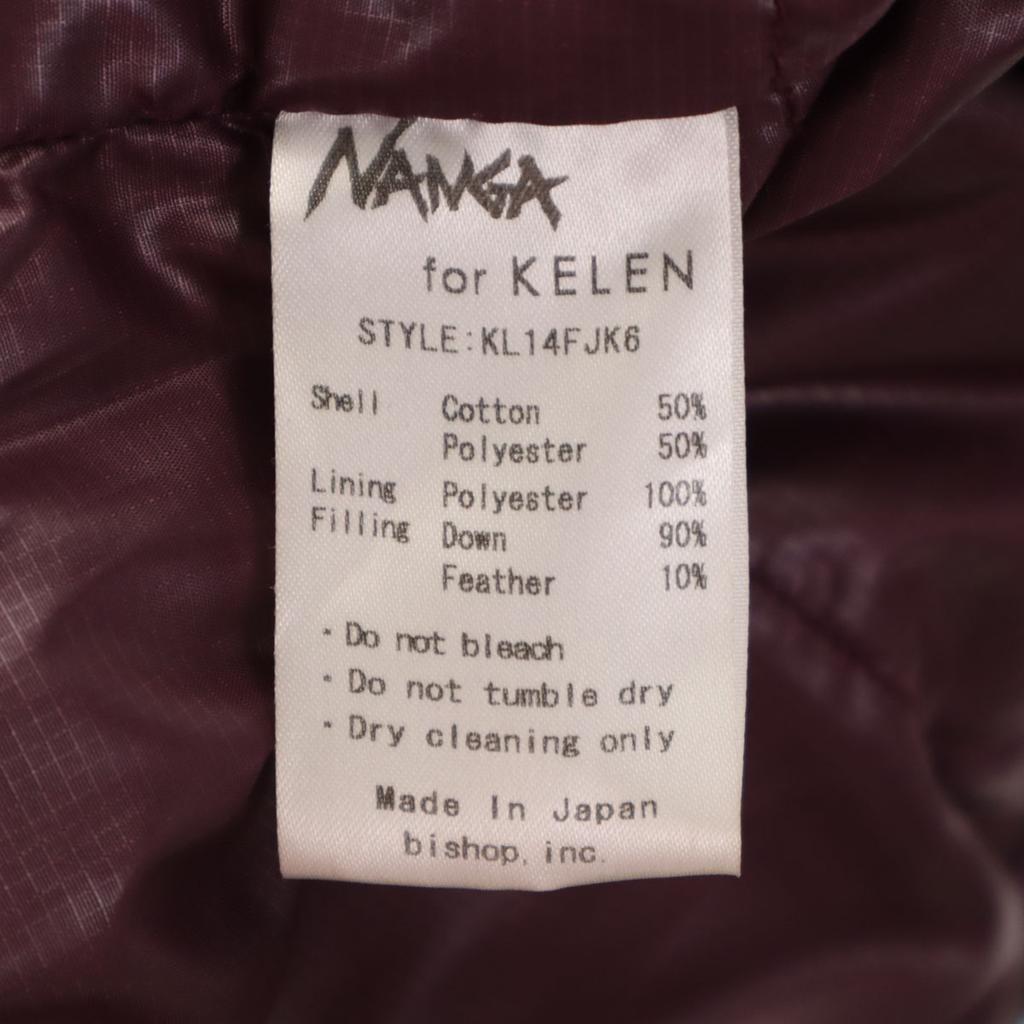 NANGA
for KELEN
STYLE:KL14FJK6
Shell Cotton 50%
Polyester 50%
Lining Polyester 100%
Filling Down 90%
Feather 10%
・Do not bleach
・Do not tumble dry
・Dry cleaning only
Made In Japan
bishop, inc.